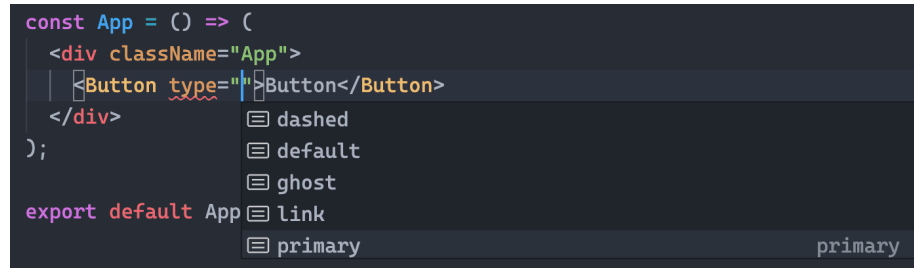 const App = () => (
<div className="App">
<Button type="">Button</Button>
dashed
</div>
default
);
ghost
link
export default App
primary primary